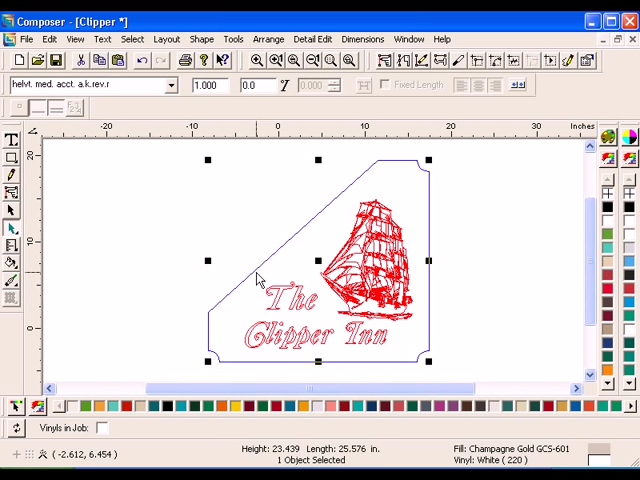 Composer - [Clipper *]
File Edit View Text Select Layout Shape Tools Arrange Detail Edit Dimensions Window Help
helvt. med. acct. a.k.rev.r 1.000 0.0 °T 0.000 Fixed Length
-20 -10 0 10 20 30 Inches
20
10
0
The
Clipper Inn
Vinyls in Job:
( -2.612, 6.454 ) Height: 23.439 Length: 25.576 in. Fill: Champagne Gold GCS-601
1 Object Selected Vinyl: White ( 220 )